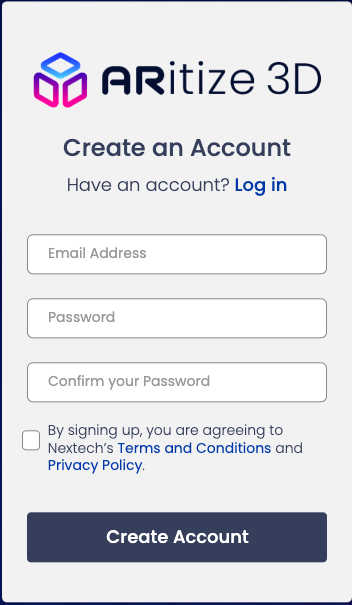 ARitize 3D
Create an Account
Have an account? Log in
Email Address
Password
Confirm your Password
By signing up, you are agreeing to
Nextech's Terms and Conditions and
Privacy Policy.
Create Account